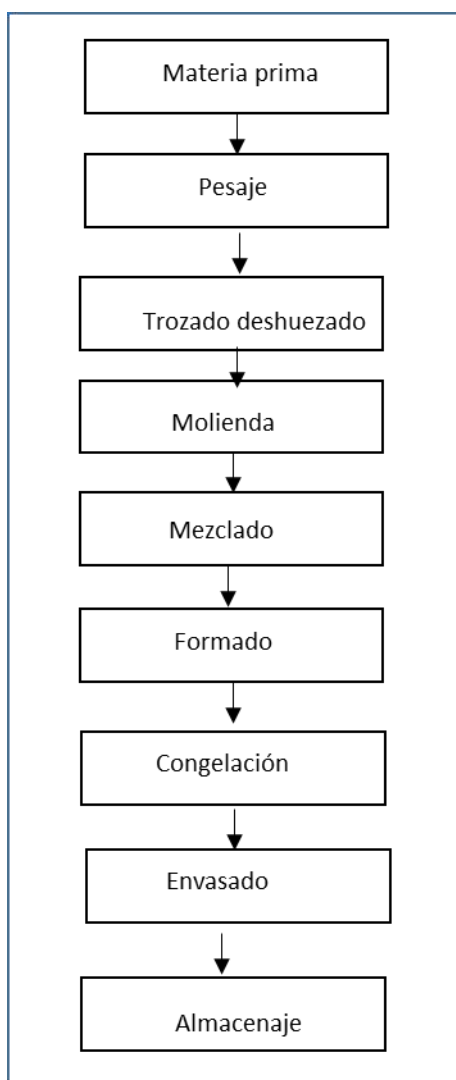 Materia prima
Pesaje
Trozado deshuezado
Molienda
Mezclado
Formado
Congelación
Envasado
Almacenaje